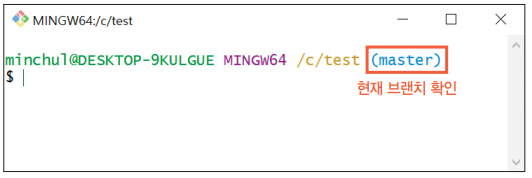 MINGW64:/c/test
minchul@DESKTOP-9KULGUE MINGW64 /c/test (master)
$
현재 브랜치 확인